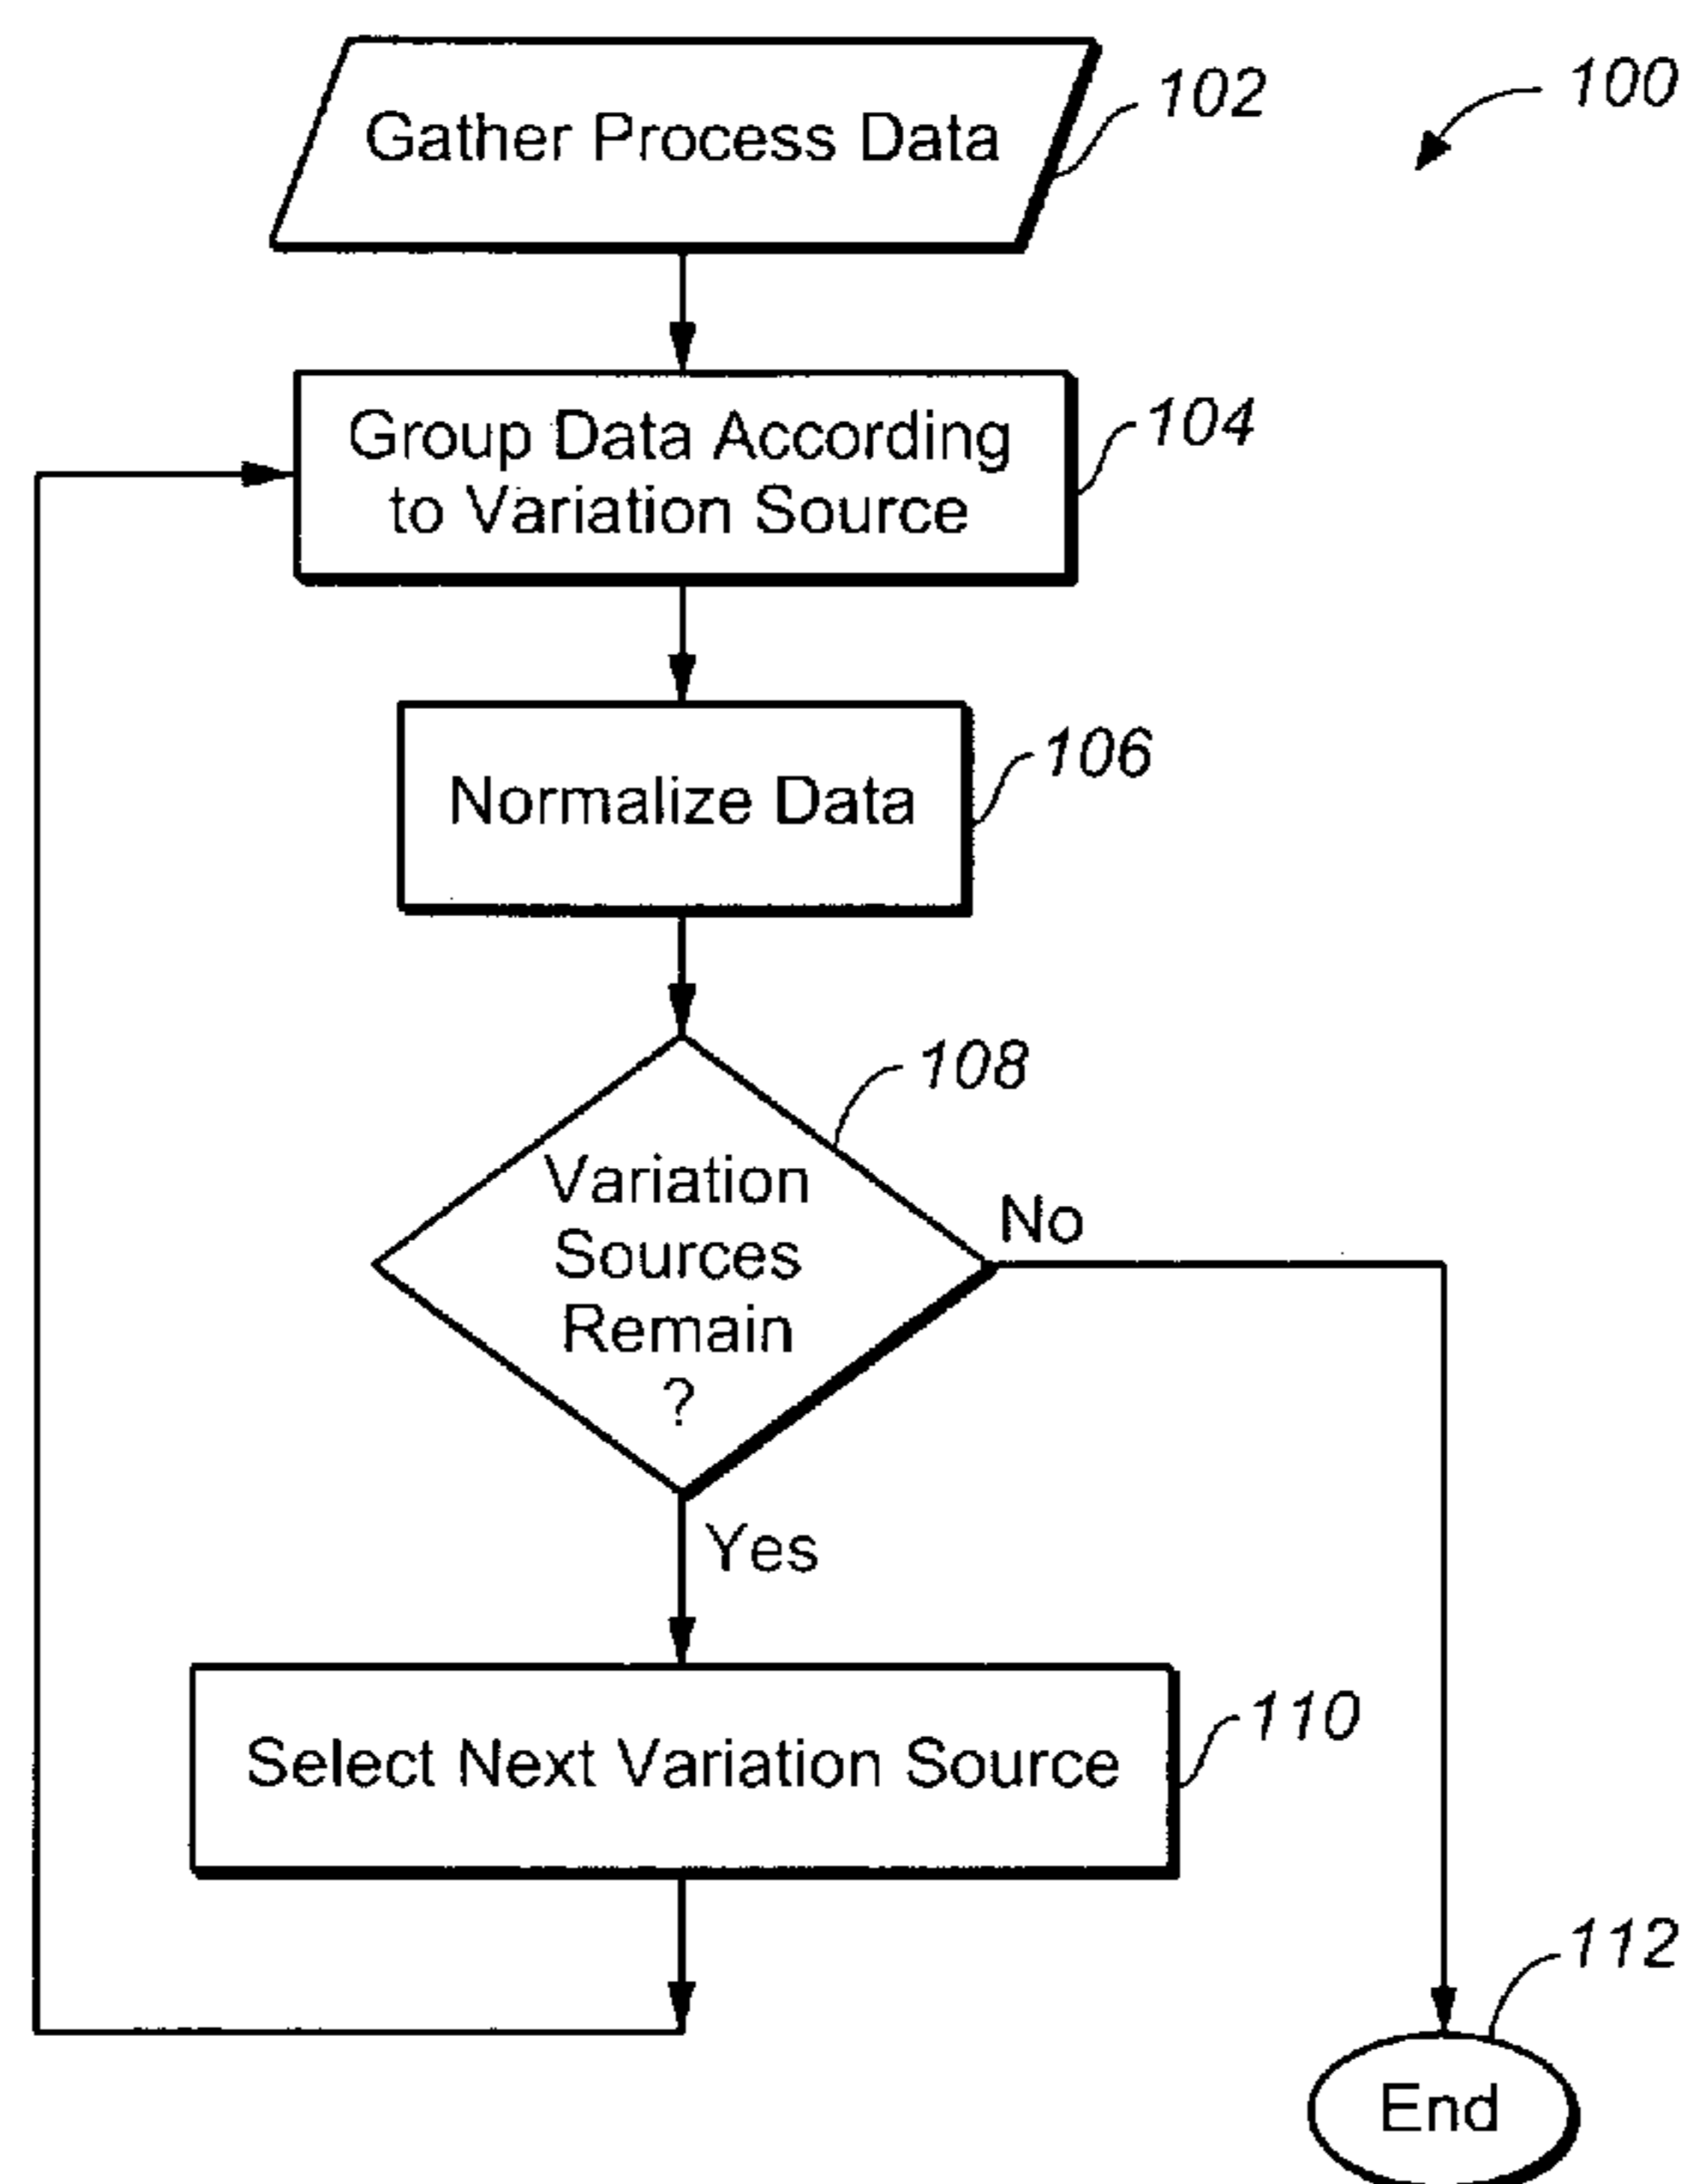 100
Gather Process Data
102
Group Data According
to Variation Source
104
Normalize Data
106
108
Variation
Sources
Remain
?
No
Yes
Select Next Variation Source
110
112
End